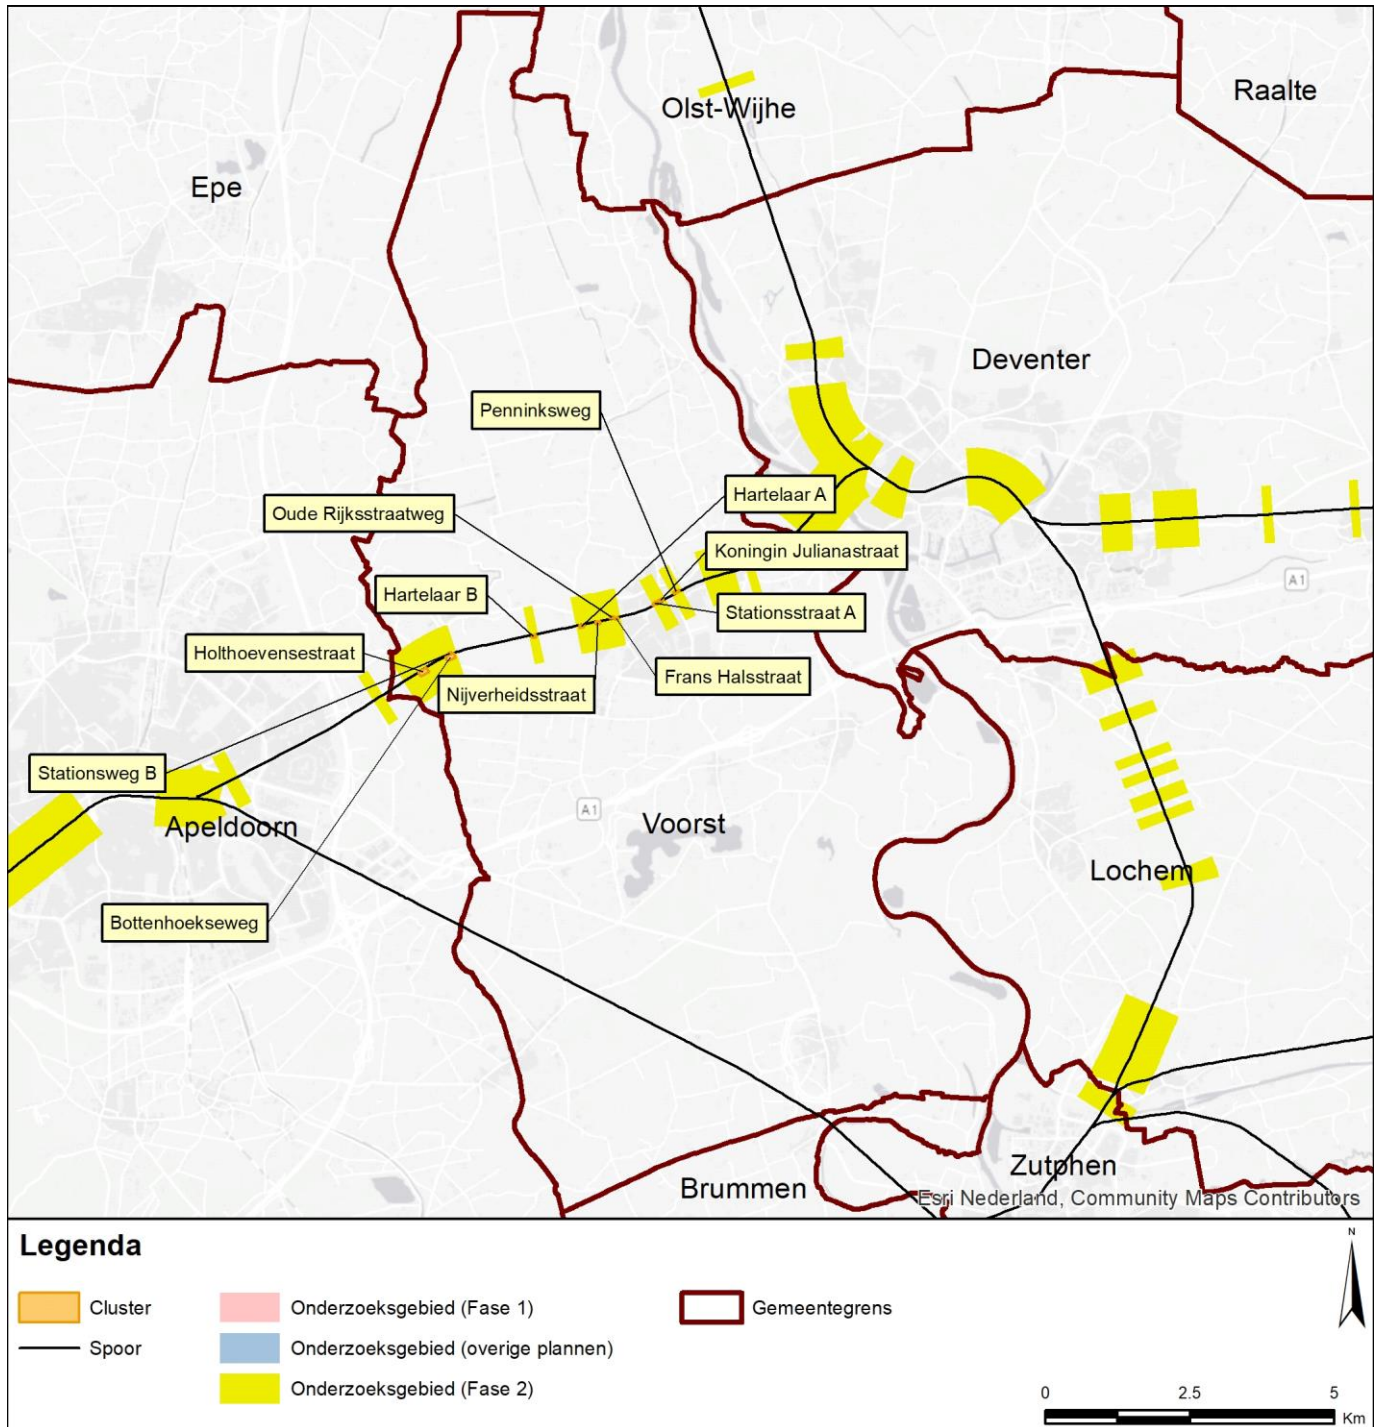 Olst-Wijhe
Raalte
Epe
Deventer
Penninksweg
Hartelaar A
Oude Rijksstraatweg
Koningin Julianastraat
A1
Hartelaar B
Stationsstraat A
Holthoevensestraat
Frans Halsstraat
Nijverheidsstraat
Stationsweg B
A1
Voorst
Apeldoorn
Lochem
Bottenhoekseweg
Zutphen
Brummen
Esri Nederland, Community Maps Contributors
Legenda
N
Cluster
Onderzoeksgebied (Fase 1)
Gemeentegrens
Spoor
Onderzoeksgebied (overige plannen)
Onderzoeksgebied (Fase 2)
0 2.5 5
Km